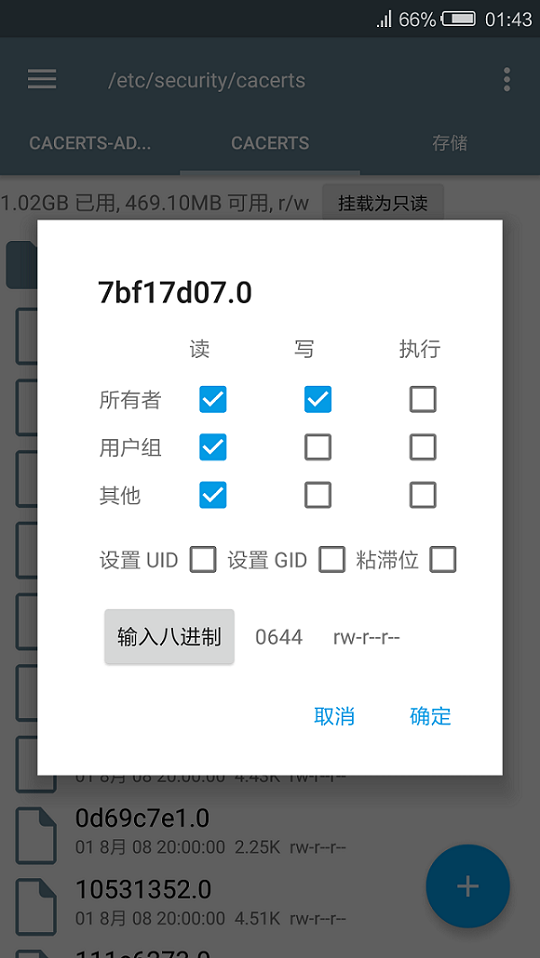 66% 01:43
/etc/security/cacerts
CACERTS-AD... CACERTS 存储
1.02GB 已用, 469.10MB 可用, r/w 挂载为只读
7bf17d07.0
读 写 执行
所有者
用户组
其他
设置 UID 设置 GID 粘滞位
输入八进制 0644 rw-r--r--
取消 确定
01 8月 08 20:00:00 4.43K rw-r--r--
0d69c7e1.0
01 8月 08 20:00:00 2.25K rw-r--r--
10531352.0
01 8月 08 20:00:00 4.51K rw-r--r--